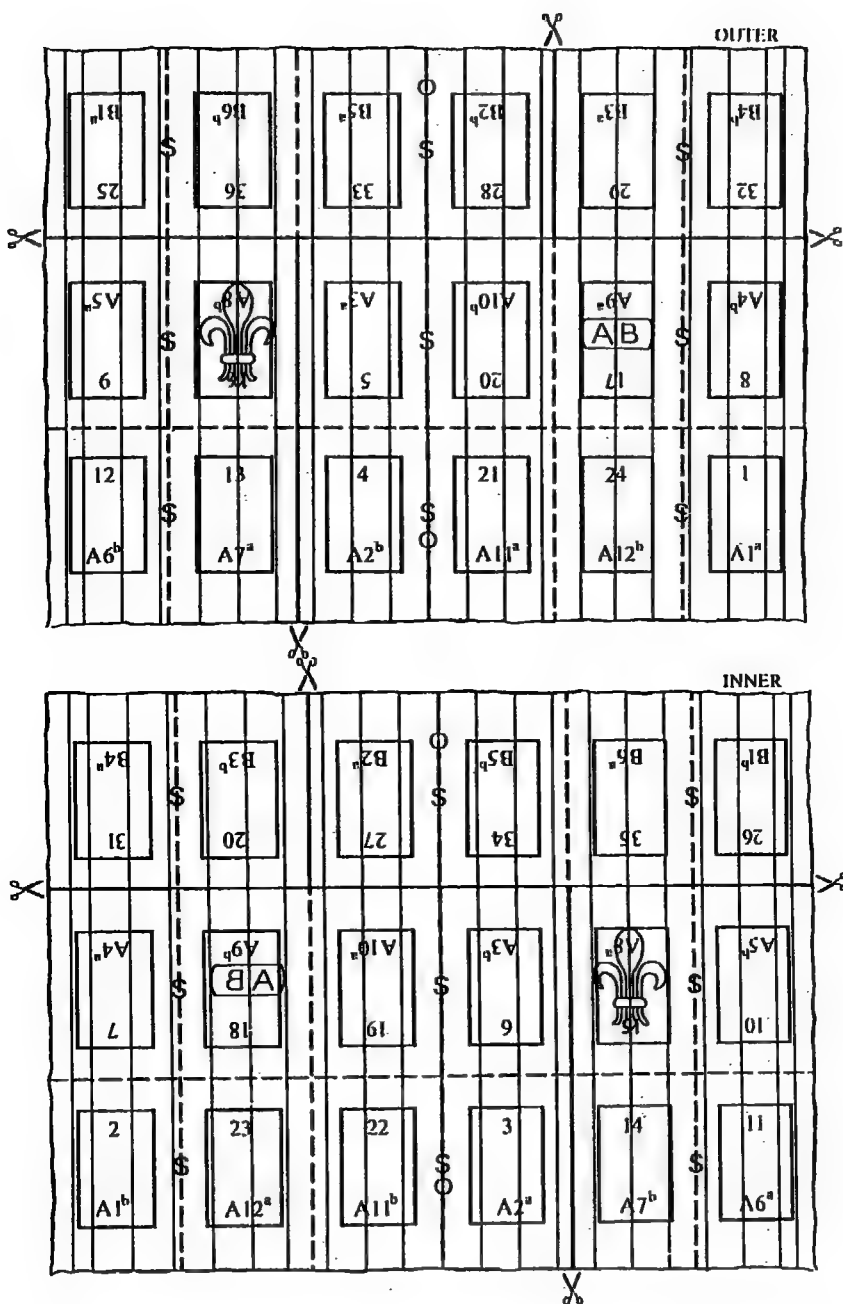 OUTER
O
B1ᵃ B6ᵇ B5ᵃ B2ᵇ B3ᵃ B4ᵇ
S S S
25 36 33 28 29 32
A5ᵃ A8ᵇ A3ᵃ A10ᵇ A9ᵃ A4ᵇ
S S AB S
9 5 20 17 8
12 13 4 21 24 1
S S S
O
A6ᵇ A7ᵃ A2ᵇ A11ᵃ A12ᵇ A1ᵃ
INNER
O
B4ᵃ B3ᵇ B2ᵃ B5ᵇ B6ᵃ B1ᵇ
S S S
31 27 34 35 26
A4ᵃ A9ᵇ A10ᵃ A3ᵇ A8ᵃ A5ᵇ
S AB S S
7 18 19 6 10
2 23 22 3 14 11
S S S
O
A1ᵇ A12ᵃ A11ᵇ A2ᵃ A7ᵇ A6ᵃ